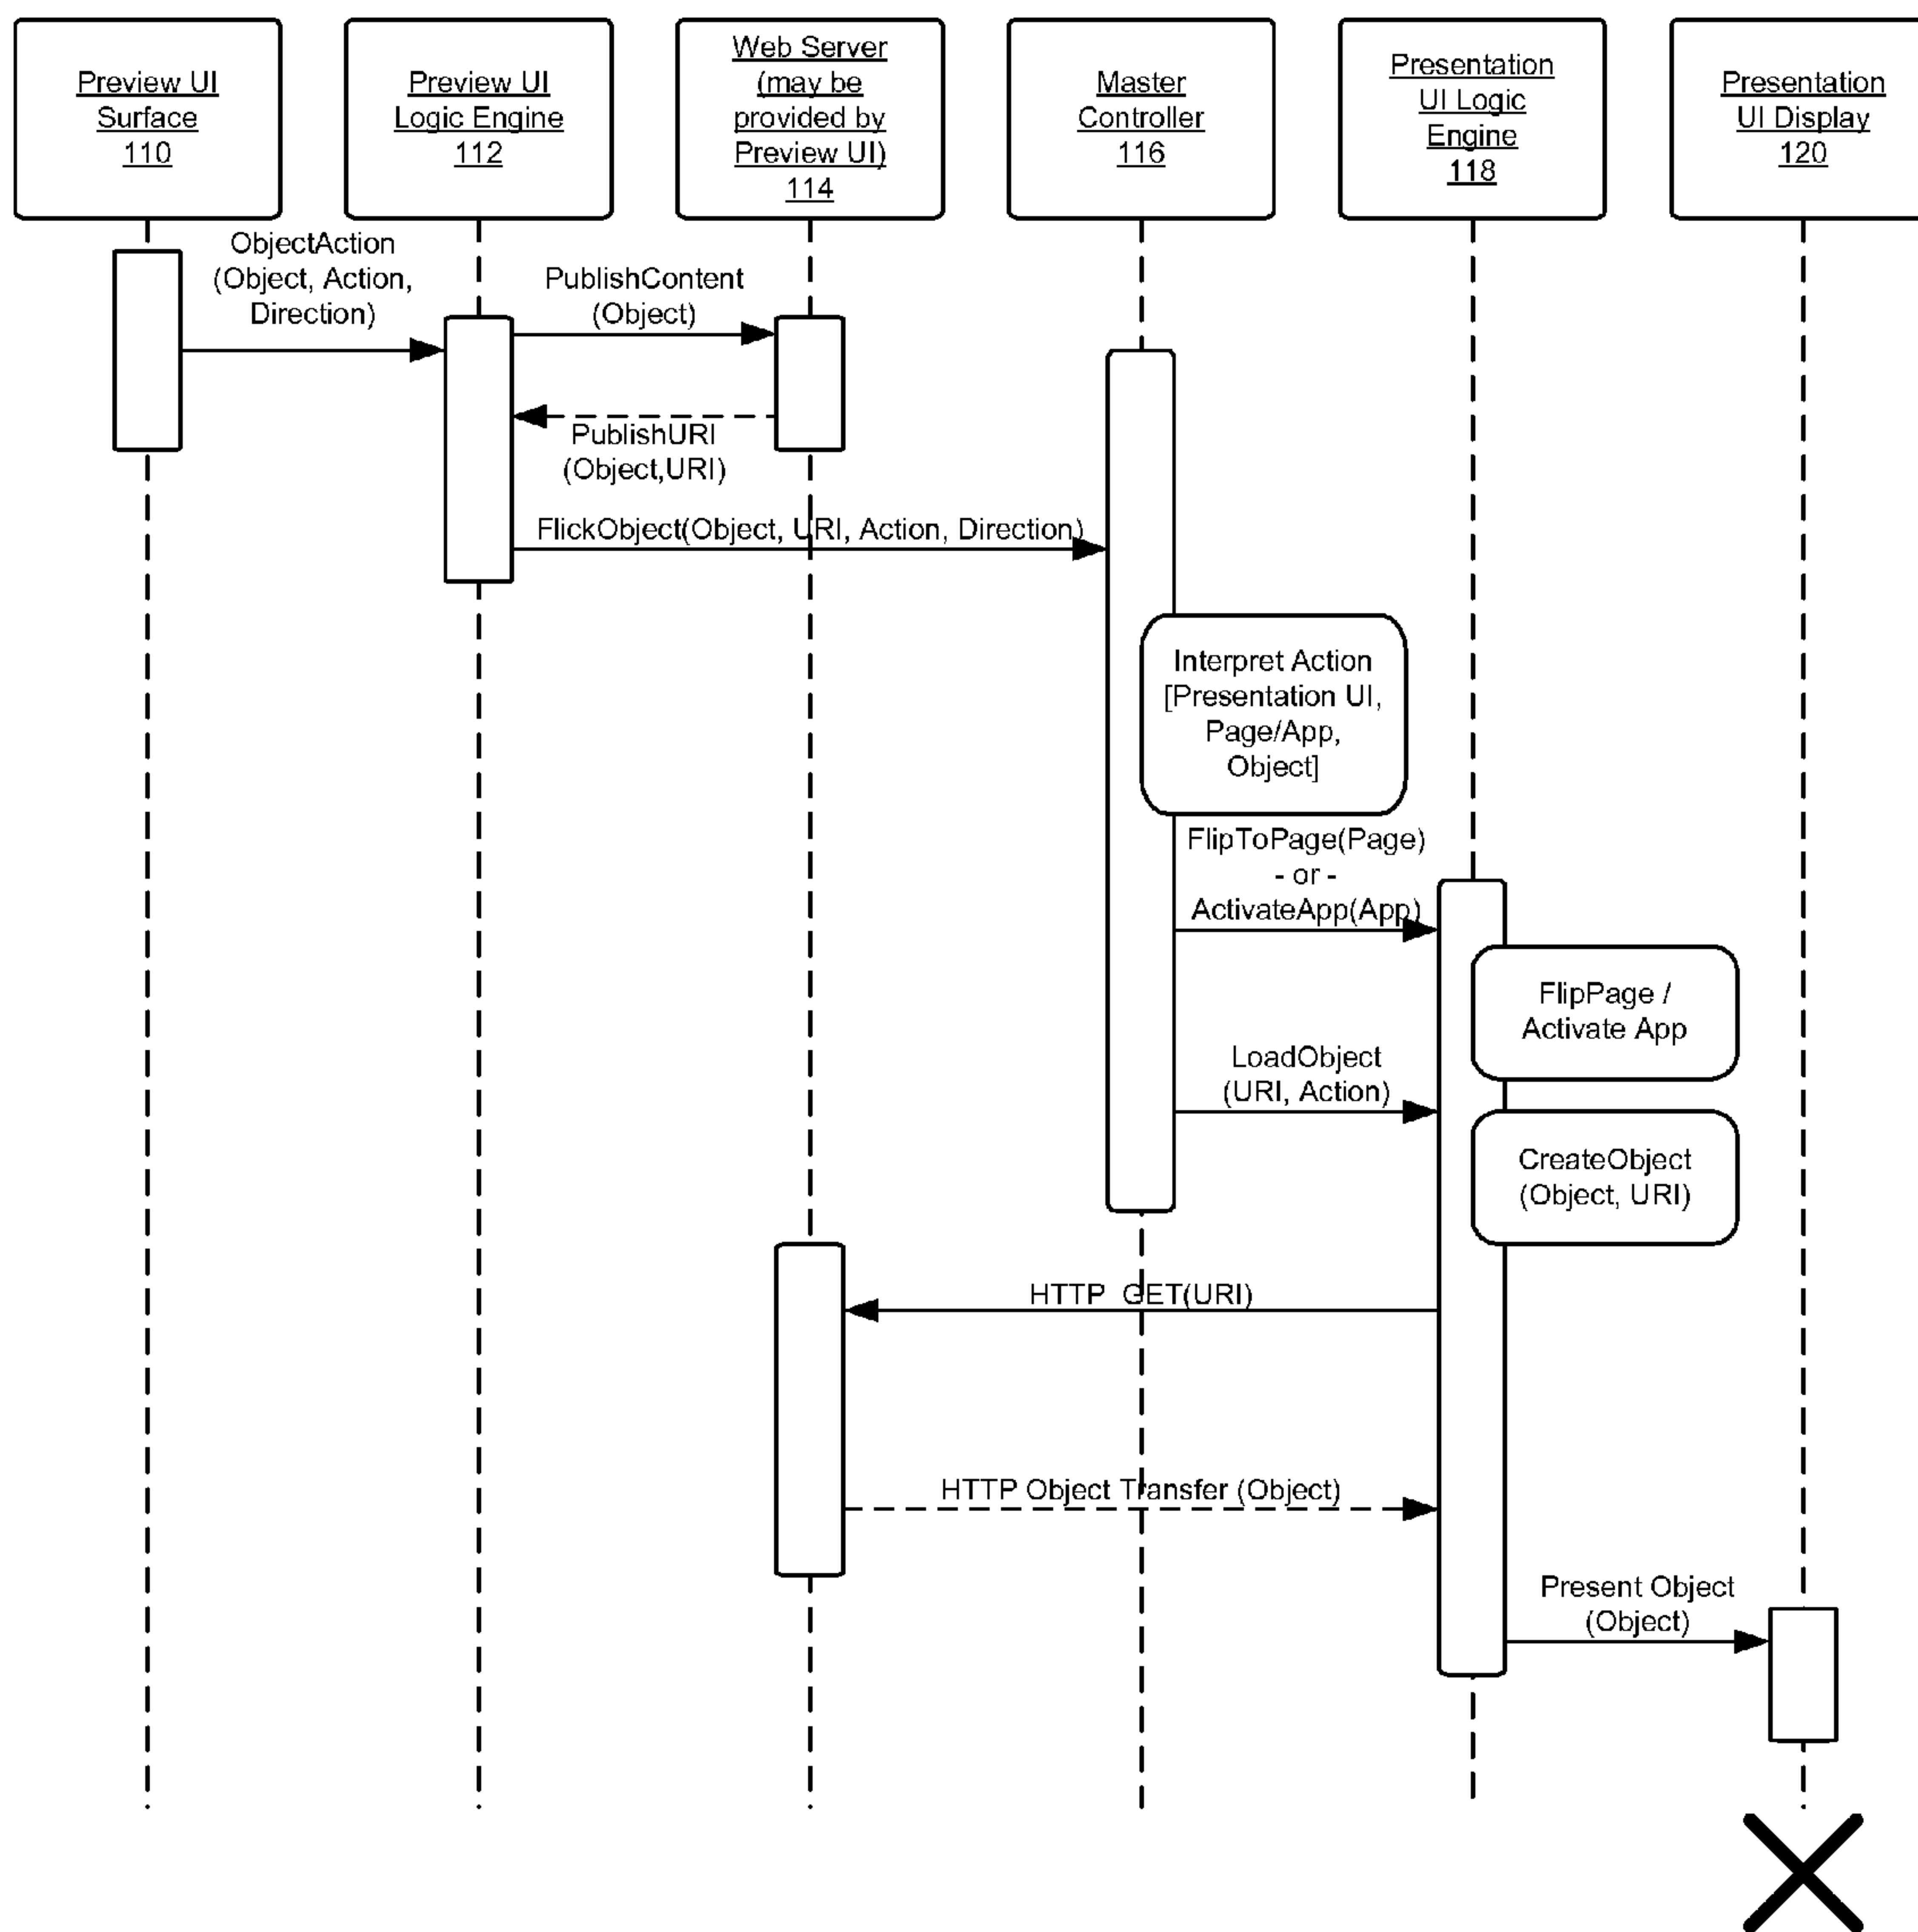 Preview UI
Surface
110
Preview UI
Logic Engine
112
Web Server
(may be
provided by
Preview UI)
114
Master
Controller
116
Presentation
UI Logic
Engine
118
Presentation
UI Display
120
ObjectAction
(Object, Action,
Direction)
PublishContent
(Object)
PublishURI
(Object,URI)
FlickObject(Object, URI, Action, Direction)
Interpret Action
[Presentation UI,
Page/App,
Object]
FlipToPage(Page)
- or -
ActivateApp(App)
FlipPage /
Activate App
LoadObject
(URI, Action)
CreateObject
(Object, URI)
HTTP GET(URI)
HTTP Object Transfer (Object)
Present Object
(Object)